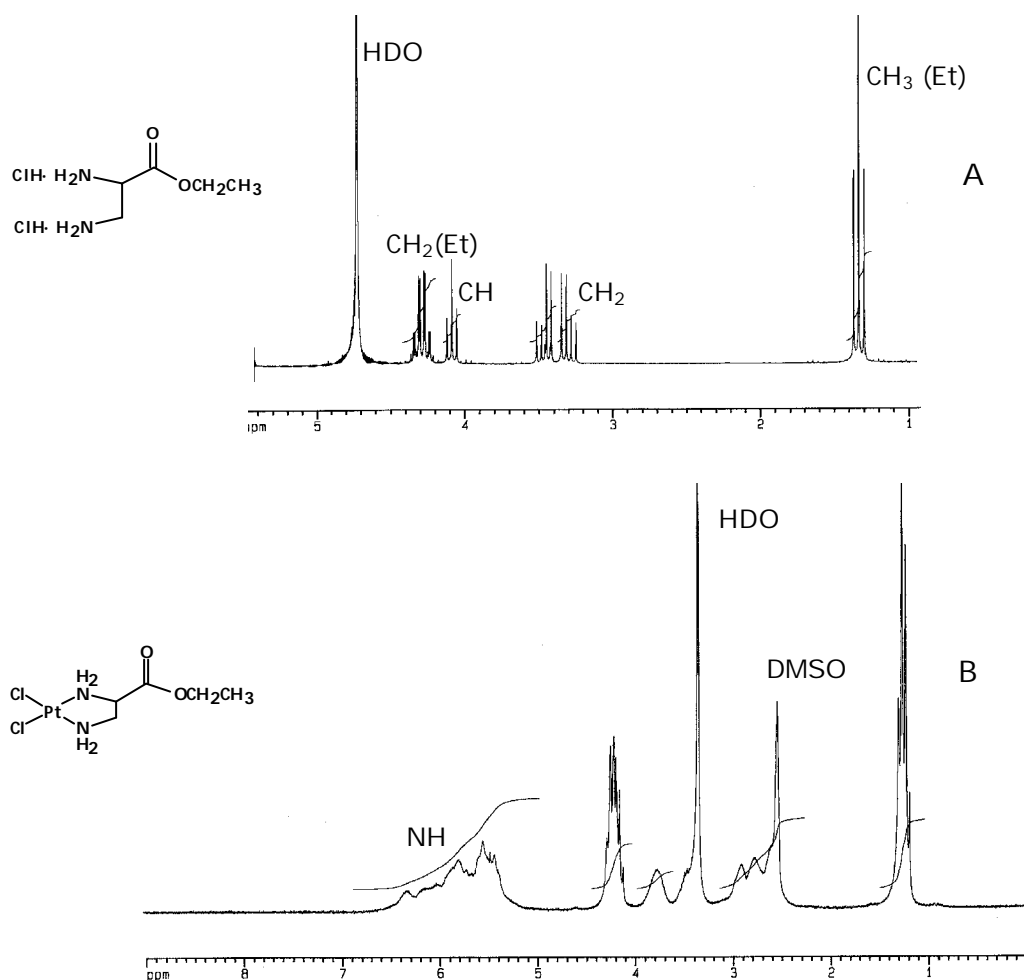 HDO
CH3 (Et)
O
ClH· H2N
OCH2CH3
ClH· H2N
A
CH2(Et)
CH
CH2
ppm 5 4 3 2 1
HDO
DMSO
B
O
H2
Cl
N
OCH2CH3
Pt
Cl
N
H2
NH
ppm 8 7 6 5 4 3 2 1